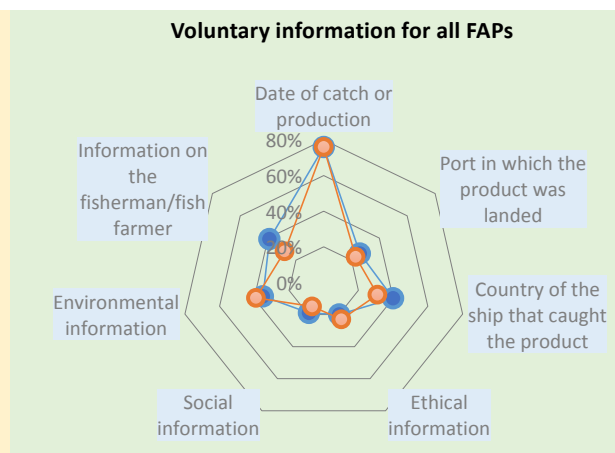 Voluntary information for all FAPs
Date of catch or
production
80%
60%
40%
20%
0%
Port in which the
product was
landed
Country of the
ship that caught
the product
Ethical
information
Social
information
Environmental
information
Information on
the
fisherman/fish
farmer